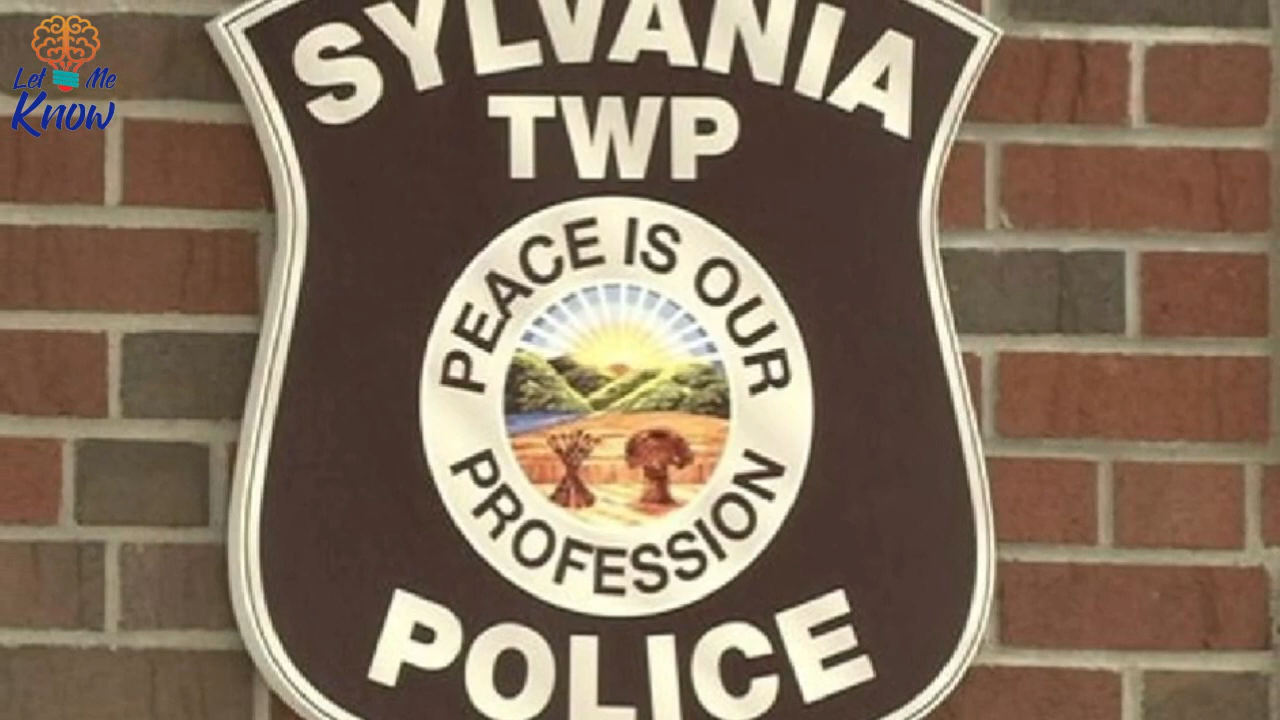 Let Me
Know
SYLVANIA
TWP
PEACE IS OUR
PROFESSION
POLICE